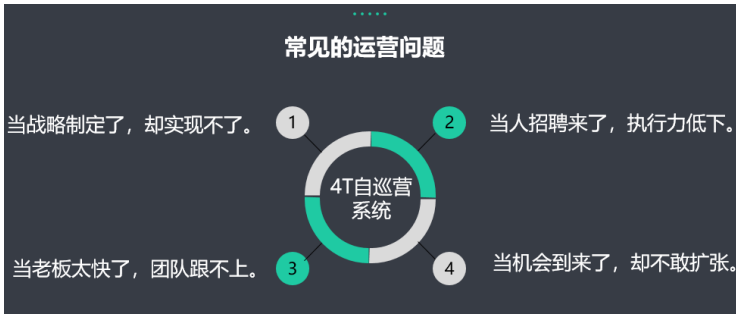 常见的运营问题
当战略制定了，却实现不了。
1
2
当人招聘来了，执行力低下。
4T自巡营
系统
当老板太快了，团队跟不上。
3
4
当机会到来了，却不敢扩张。